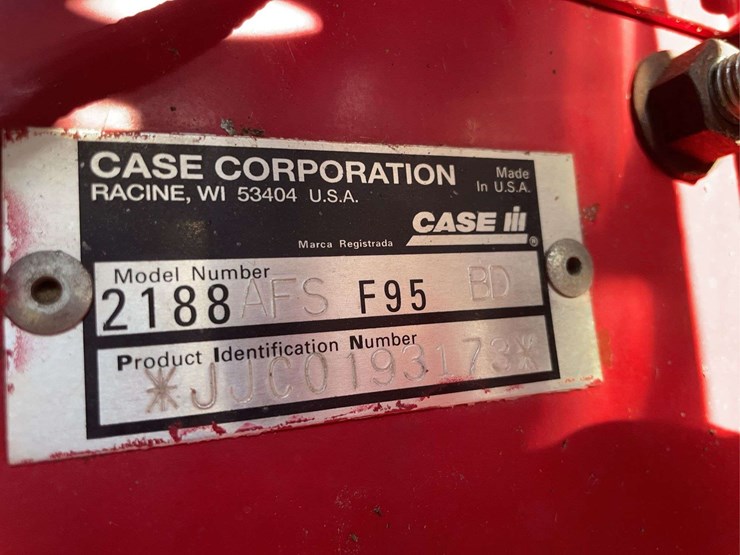 CASE CORPORATION
RACINE, WI 53404 U.S.A.
Made
In U.S.A.
CASE IH
®
Marca Registrada
Model Number
2188 AFS F95 BD
Product Identification Number
*JJC0193173*